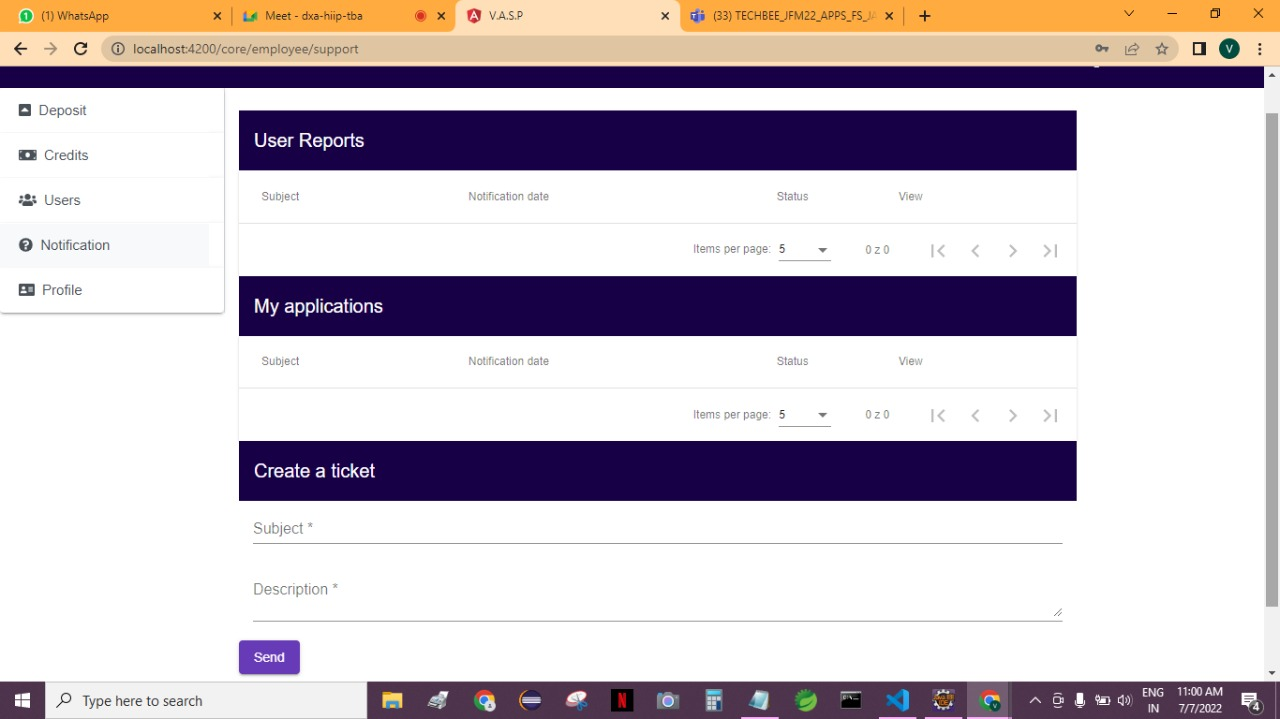 (1) WhatsApp
Meet - dxa-hiip-tba
V.A.S.P
(33) TECHBEE_JFM22_APPS_FS_JA
localhost:4200/core/employee/support
V
Deposit
Credits
Users
Notification
Profile
User Reports
Subject Notification date Status View
Items per page: 5 0 z 0
My applications
Subject Notification date Status View
Items per page: 5 0 z 0
Create a ticket
Subject *
Description *
Send
Type here to search
ENG
IN
11:00 AM
7/7/2022
4